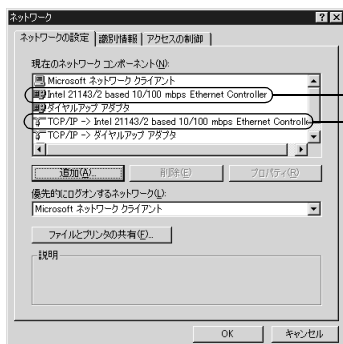 ネットワーク
ネットワークの設定 識別情報 アクセスの制御
現在のネットワーク コンポーネント(N):
Microsoft ネットワーク クライアント
Intel 21143/2 based 10/100 mbps Ethernet Controller
ダイヤルアップ アダプタ
TCP/IP -> Intel 21143/2 based 10/100 mbps Ethernet Controlle
TCP/IP -> ダイヤルアップ アダプタ
追加(A)... 削除(E) プロパティ(R)
優先的にログオンするネットワーク(L):
Microsoft ネットワーク クライアント
ファイルとプリンタの共有(F)...
説明
OK キャンセル